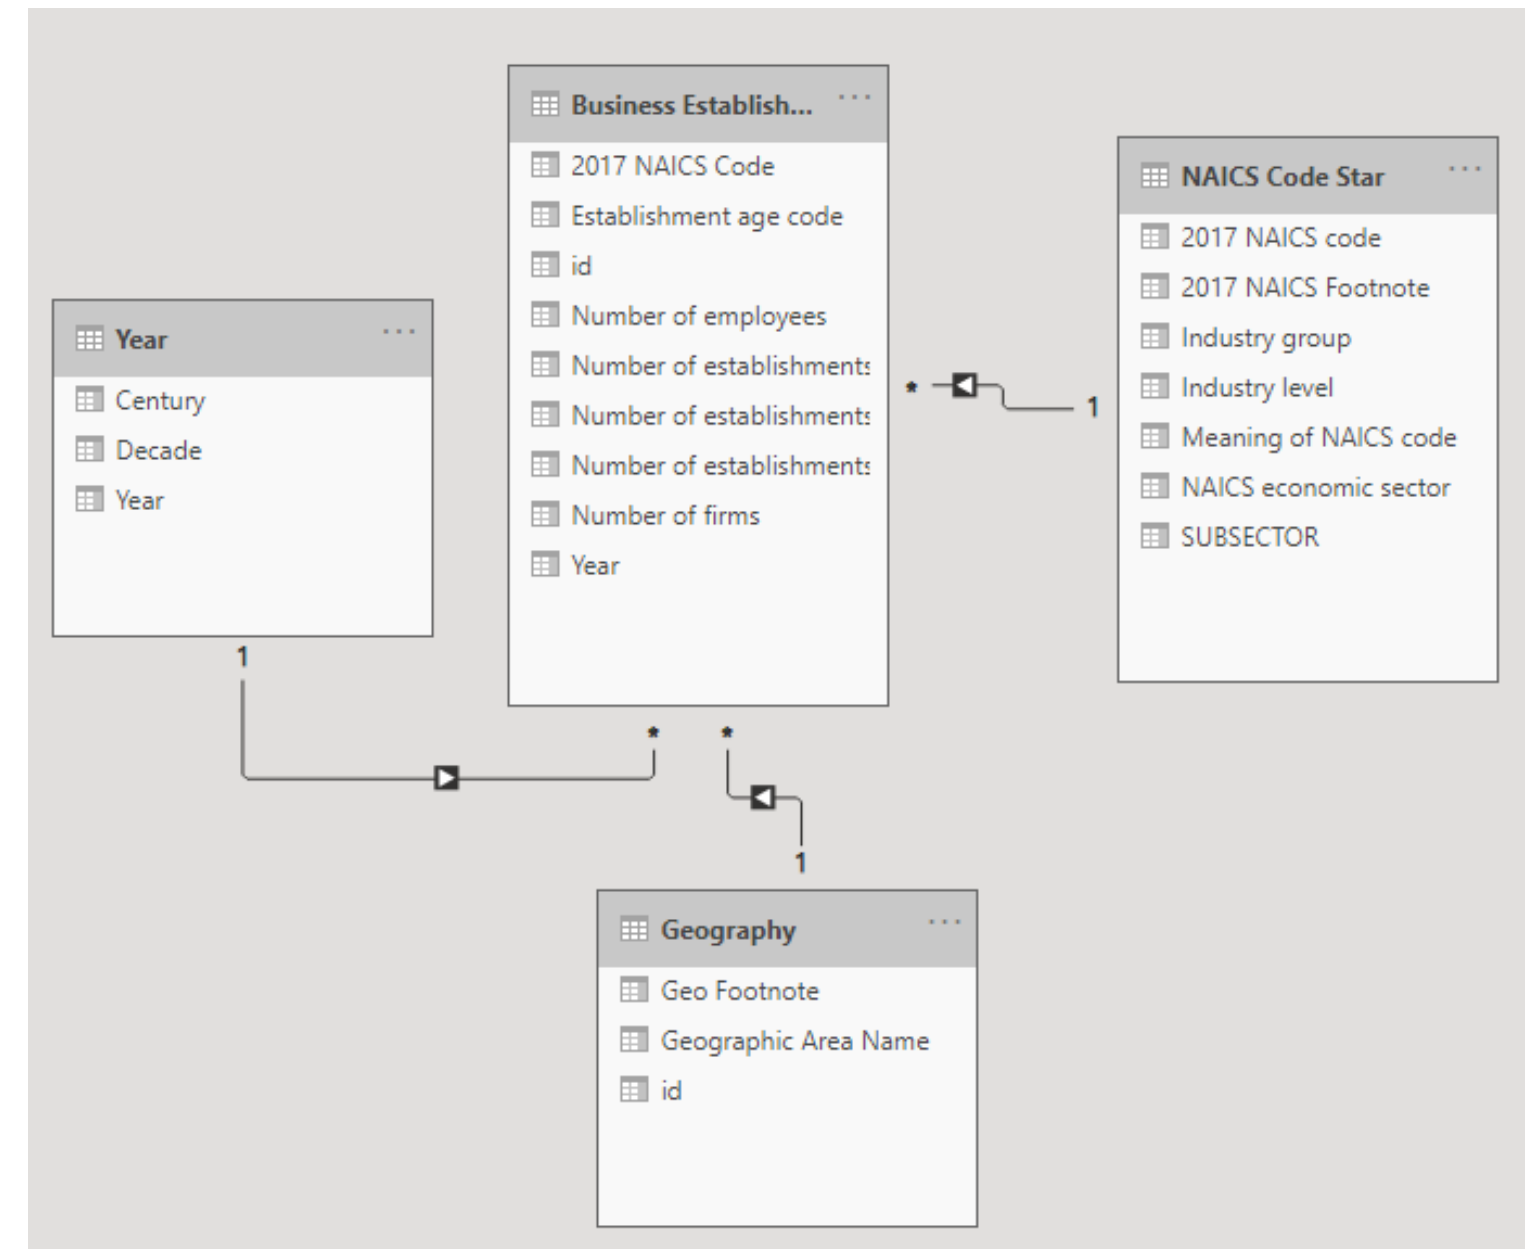 Business Establish... ...
2017 NAICS Code
Establishment age code
id
Number of employees
Number of establishments
Number of establishments
Number of establishments
Number of firms
Year
NAICS Code Star ...
2017 NAICS code
2017 NAICS Footnote
Industry group
Industry level
Meaning of NAICS code
NAICS economic sector
SUBSECTOR
Year ...
Century
Decade
Year
* 1
1
* *
1
Geography ...
Geo Footnote
Geographic Area Name
id